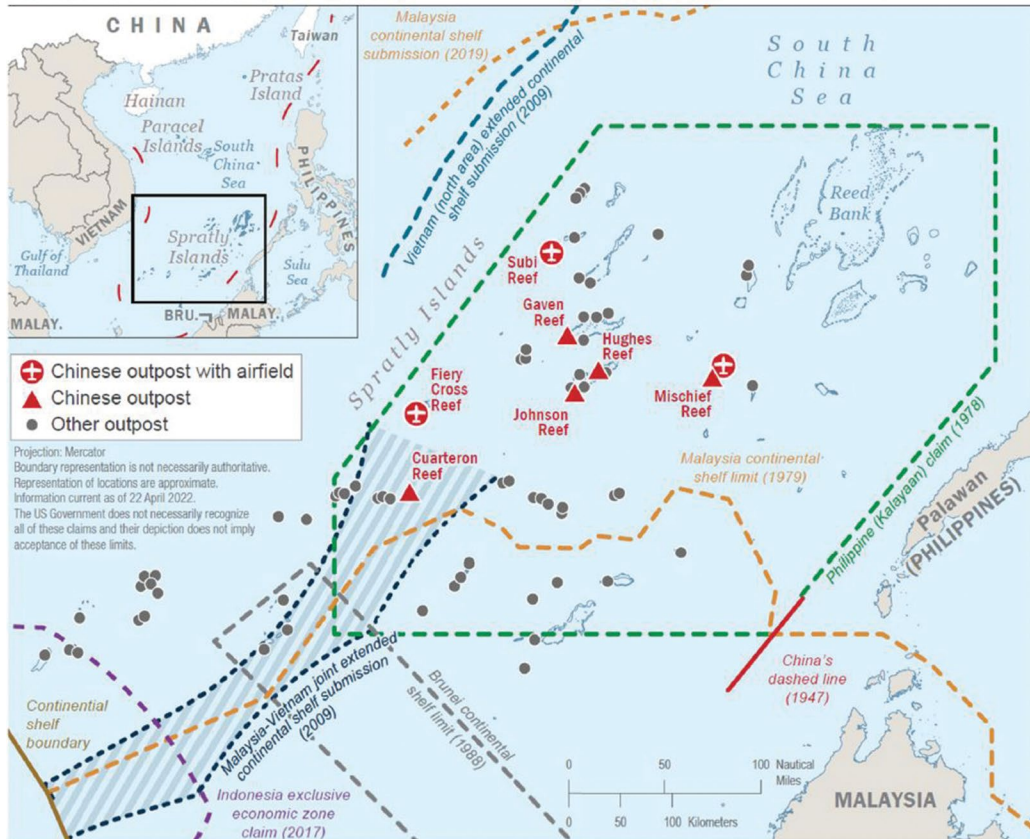 CHINA
Taiwan
Hainan
Pratas
Island
Paracel
Islands
South
China
Sea
PHILIPPINES
VIETNAM
Spratly
Islands
Gulf of
Thailand
Sulu
Sea
BRU.
MALAY.
MALAY.
Malaysia
continental shelf
submission (2019)
Vietnam (north area) extended continental
shelf submission (2009)
South
China
Sea
Reed
Bank
Spratly Islands
Subi
Reef
Gaven
Reef
Hughes
Reef
Fiery
Cross
Reef
Johnson
Reef
Mischief
Reef
Cuarteron
Reef
Chinese outpost with airfield
Chinese outpost
Other outpost
Projection: Mercator
Boundary representation is not necessarily authoritative.
Representation of locations are approximate.
Information current as of 22 April 2022.
The US Government does not necessarily recognize
all of these claims and their depiction does not imply
acceptance of these limits.
Malaysia continental
shelf limit (1979)
Philippine (Kalayaan) claim (1978)
Palawan
(PHILIPPINES)
China's
dashed line
(1947)
Continental
shelf
boundary
Malaysia-Vietnam joint extended
continental shelf submission
(2009)
Brunei continental
shelf limit (1988)
Indonesia exclusive
economic zone
claim (2017)
0 50 100 Nautical
Miles
0 50 100 Kilometers
MALAYSIA